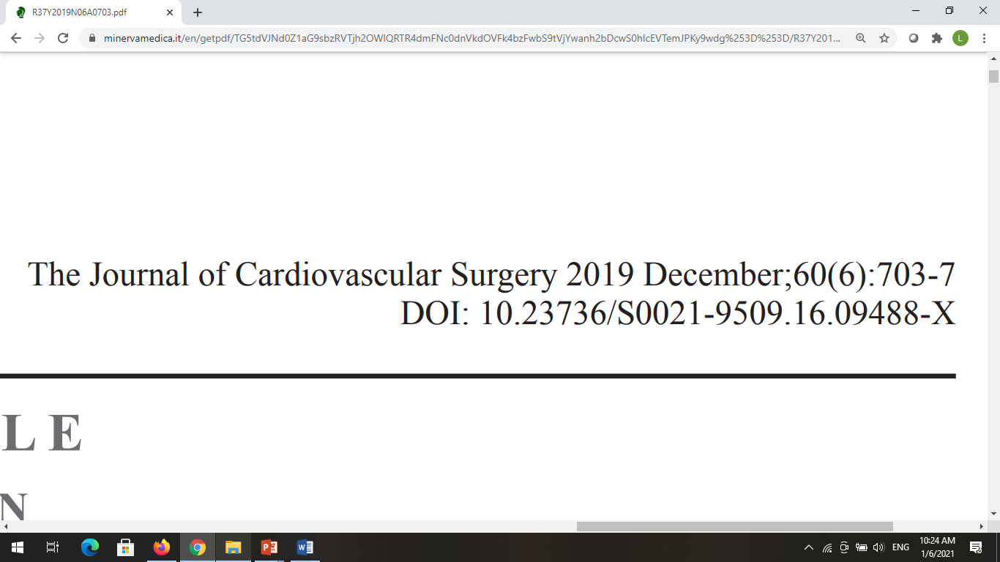 R37Y2019N06A0703.pdf
minervamedica.it/en/getpdf/TG5tdVJNd0Z1aG9sbzRVTjh2OWlQRTR4dmFNc0dnVkdOVFk4bzFwbS9tVjYwanh2bDcwS0hIcEVTemJPKy9wdg%253D%253D/R37Y201...
L
The Journal of Cardiovascular Surgery 2019 December;60(6):703-7
DOI: 10.23736/S0021-9509.16.09488-X
L E
N
ENG
10:24 AM
1/6/2021